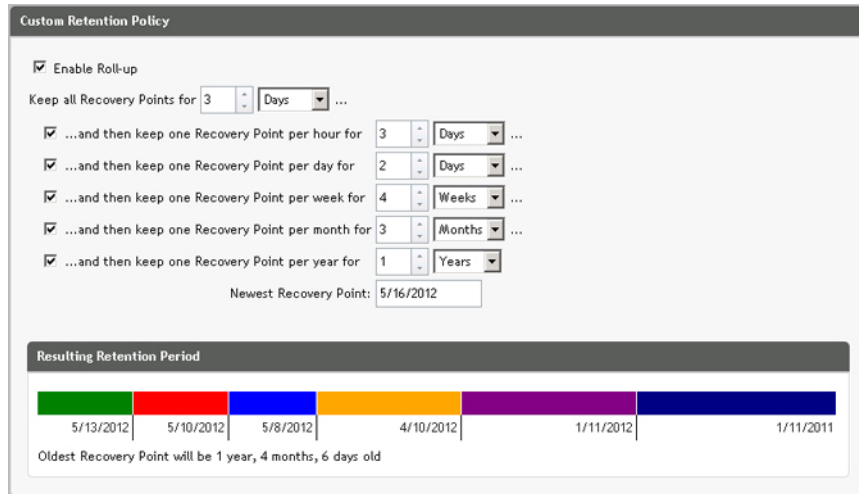 Custom Retention Policy
Enable Roll-up
Keep all Recovery Points for 3 Days ...
...and then keep one Recovery Point per hour for 3 Days ...
...and then keep one Recovery Point per day for 2 Days ...
...and then keep one Recovery Point per week for 4 Weeks ...
...and then keep one Recovery Point per month for 3 Months ...
...and then keep one Recovery Point per year for 1 Years
Newest Recovery Point: 5/16/2012
Resulting Retention Period
5/13/2012 5/10/2012 5/8/2012 4/10/2012 1/11/2012 1/11/2011
Oldest Recovery Point will be 1 year, 4 months, 6 days old